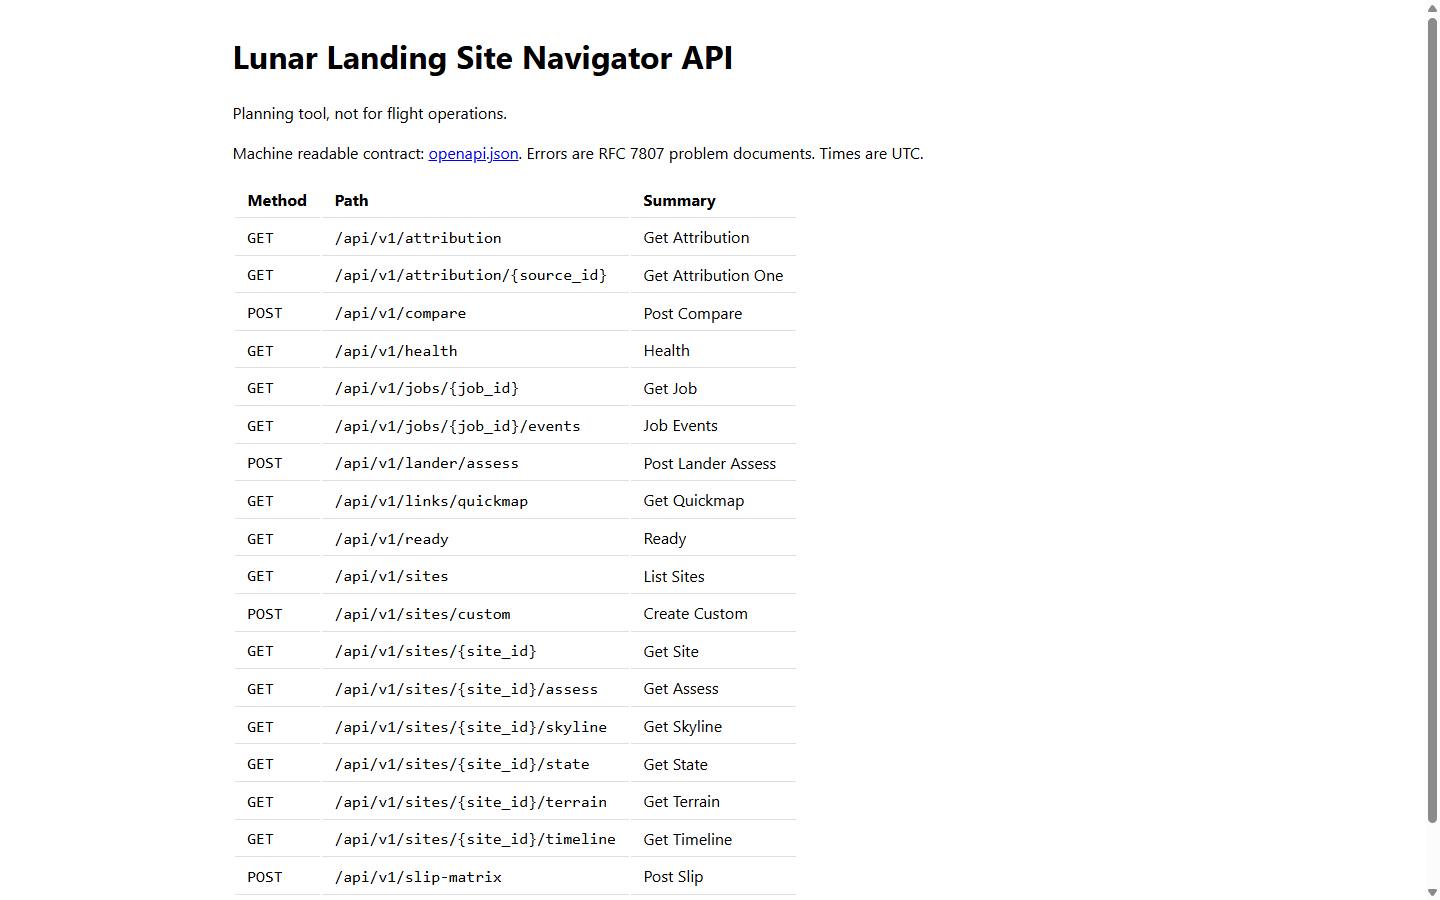 Lunar Landing Site Navigator API
Planning tool, not for flight operations.
Machine readable contract: openapi.json. Errors are RFC 7807 problem documents. Times are UTC.
Method Path Summary
GET /api/v1/attribution Get Attribution
GET /api/v1/attribution/{source_id} Get Attribution One
POST /api/v1/compare Post Compare
GET /api/v1/health Health
GET /api/v1/jobs/{job_id} Get Job
GET /api/v1/jobs/{job_id}/events Job Events
POST /api/v1/lander/assess Post Lander Assess
GET /api/v1/links/quickmap Get Quickmap
GET /api/v1/ready Ready
GET /api/v1/sites List Sites
POST /api/v1/sites/custom Create Custom
GET /api/v1/sites/{site_id} Get Site
GET /api/v1/sites/{site_id}/assess Get Assess
GET /api/v1/sites/{site_id}/skyline Get Skyline
GET /api/v1/sites/{site_id}/state Get State
GET /api/v1/sites/{site_id}/terrain Get Terrain
GET /api/v1/sites/{site_id}/timeline Get Timeline
POST /api/v1/slip-matrix Post Slip